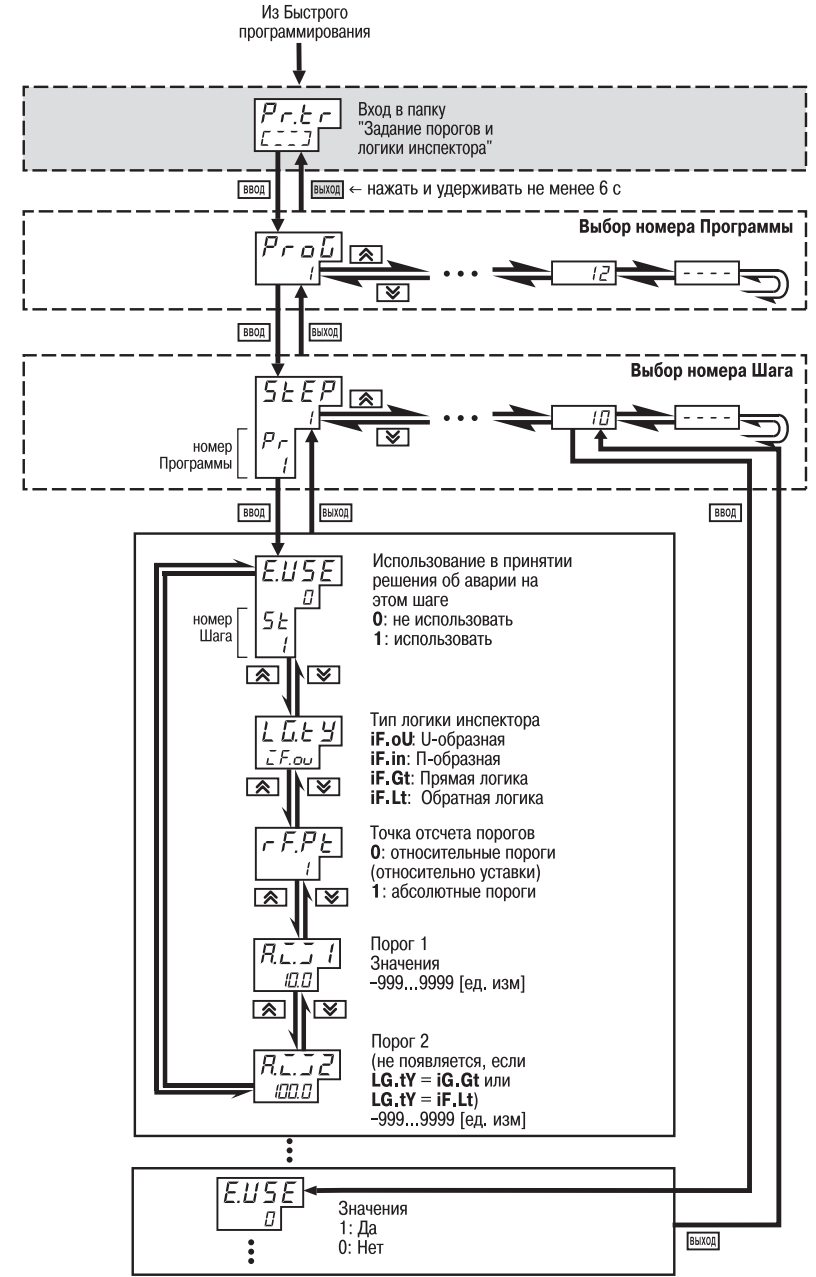 Из Быстрого
программирования
Pr.tr
[---]
Вход в папку
"Задание порогов и
логики инспектора"
ВВОД
ВЫХОД ← нажать и удерживать не менее 6 с
Выбор номера Программы
ProG
1
...
12
- - - -
ВВОД
ВЫХОД
Выбор номера Шага
StEP
1
...
10
- - - -
номер
Программы
Pr
1
ВВОД
ВЫХОД
ВВОД
E.USE
0
номер
Шага
St
1
Использование в принятии
решения об аварии на
этом шаге
0: не использовать
1: использовать
LG.tY
iF.ou
Тип логики инспектора
iF.oU: U-образная
iF.in: П-образная
iF.Gt: Прямая логика
iF.Lt: Обратная логика
rF.Pt
1
Точка отсчета порогов
0: относительные пороги
(относительно уставки)
1: абсолютные пороги
1
10.0
Порог 1
Значения
-999...9999 [ед. изм]
2
100.0
Порог 2
(не появляется, если
LG.tY = iG.Gt или
LG.tY = iF.Lt)
-999...9999 [ед. изм]
E.USE
0
Значения
1: Да
0: Нет
ВЫХОД